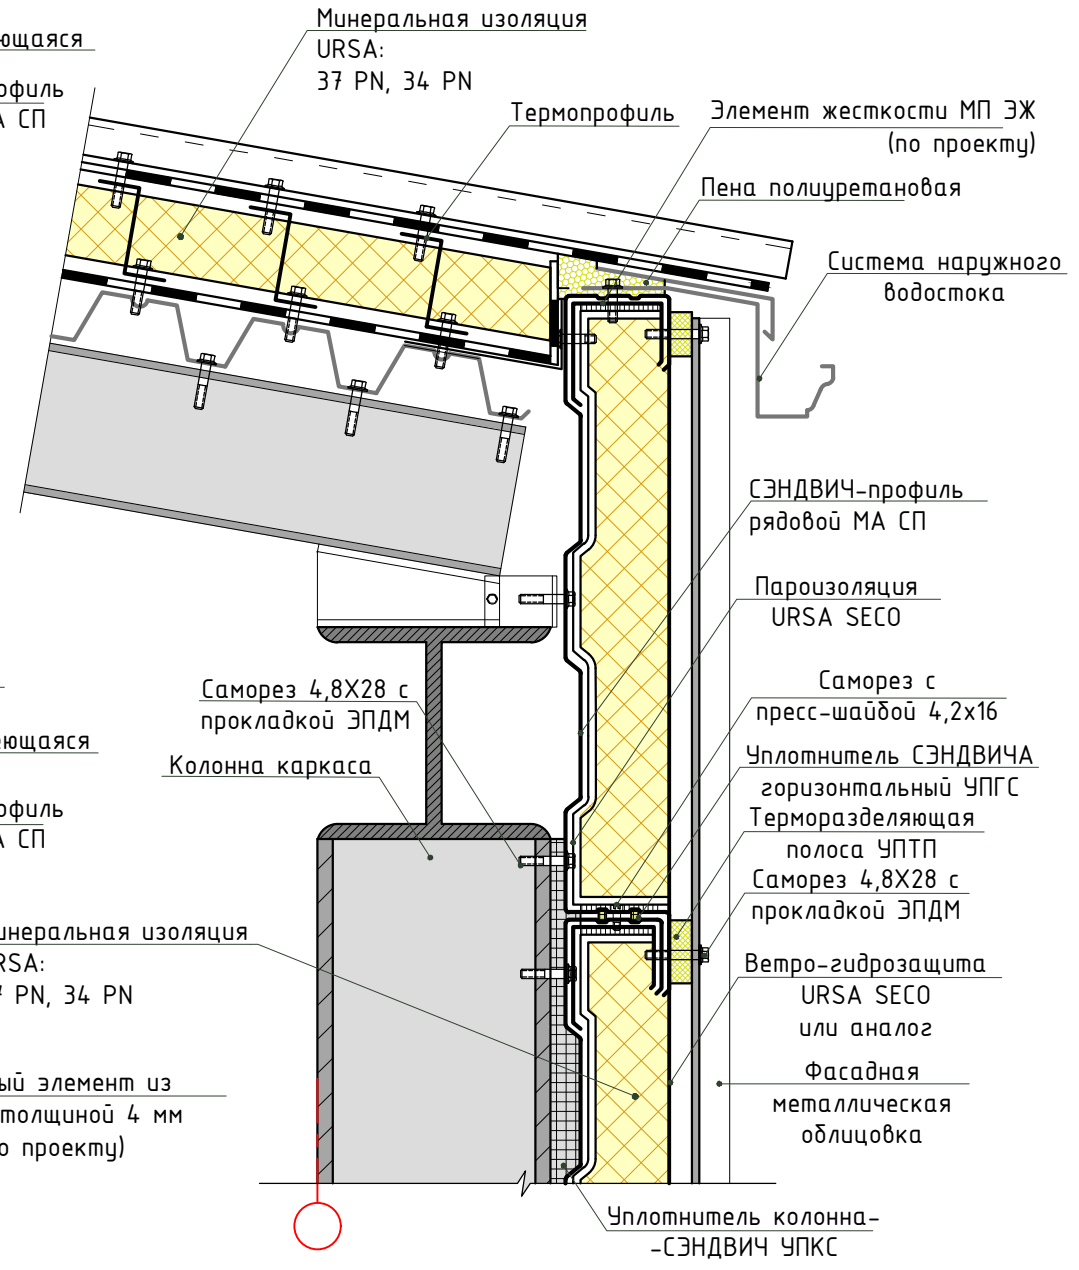 Минеральная изоляция
URSA:
37 PN, 34 PN
Термопрофиль
Элемент жесткости МП ЭЖ
(по проекту)
Пена полиуретановая
Система наружного
водостока
СЭНДВИЧ-профиль
рядовой МА СП
Пароизоляция
URSA SECO
Саморез с
пресс-шайбой 4,2х16
Уплотнитель СЭНДВИЧА
горизонтальный УПГС
Терморазделяющая
полоса УПТП
Саморез 4,8Х28 с
прокладкой ЭПДМ
Ветро-гидрозащита
URSA SECO
или аналог
Фасадная
металлическая
облицовка
Уплотнитель колонна-
-СЭНДВИЧ УПКС
Саморез 4,8Х28 с
прокладкой ЭПДМ
Колонна каркаса
ющаяся
офиль
А СП
еющаяся
офиль
А СП
инеральная изоляция
RSA:
7 PN, 34 PN
ый элемент из
толщиной 4 мм
о проекту)